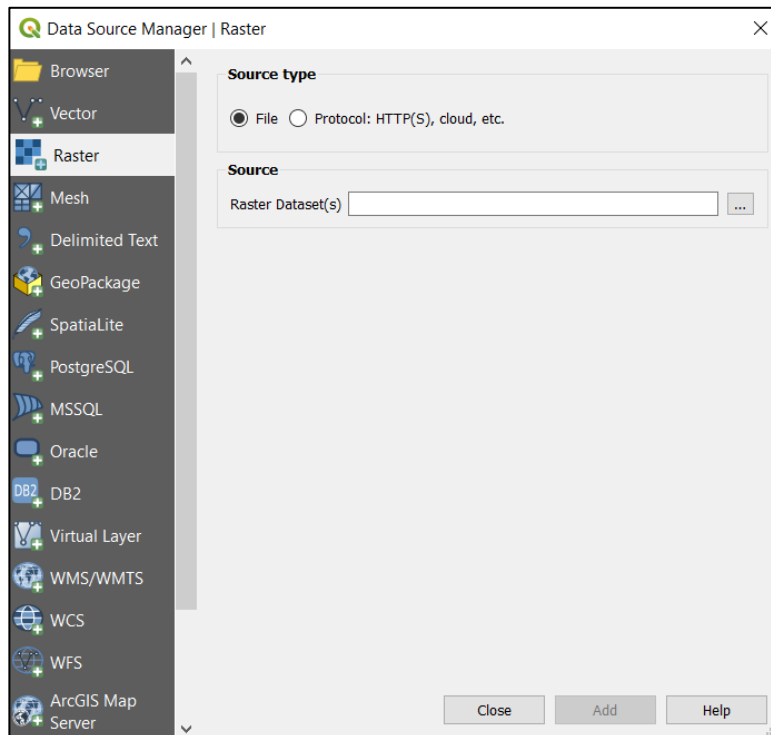 Data Source Manager | Raster
Browser
Vector
Raster
Mesh
Delimited Text
GeoPackage
SpatiaLite
PostgreSQL
MSSQL
Oracle
DB2
DB2
Virtual Layer
WMS/WMTS
WCS
WFS
ArcGIS Map
Server
Source type
File
Protocol: HTTP(S), cloud, etc.
Source
Raster Dataset(s)
...
Close
Add
Help